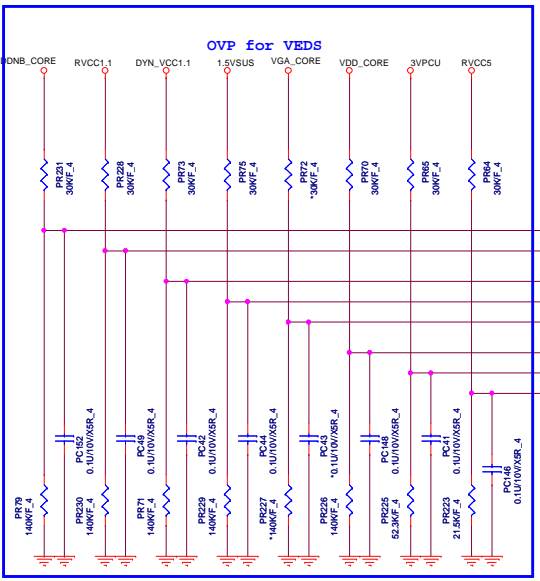 OVP for VEDS
DDNB_CORE
RVCC1.1
DYN_VCC1.1
1.5VSUS
VGA_CORE
VDD_CORE
3VPCU
RVCC5
PR231
30K/F_4
PR228
30K/F_4
PR73
30K/F_4
PR75
30K/F_4
PR72
*30K/F_4
PR70
30K/F_4
PR65
30K/F_4
PR64
30K/F_4
PC152
0.1U/10V/X5R_4
PC49
0.1U/10V/X5R_4
PC42
0.1U/10V/X5R_4
PC44
0.1U/10V/X5R_4
PC43
*0.1U/10V/X5R_4
PC148
0.1U/10V/X5R_4
PC41
0.1U/10V/X5R_4
PC146
0.1U/10V/X5R_4
PR79
140K/F_4
PR230
140K/F_4
PR71
140K/F_4
PR229
140K/F_4
PR227
*140K/F_4
PR226
140K/F_4
PR225
52.3K/F_4
PR223
21.5K/F_4